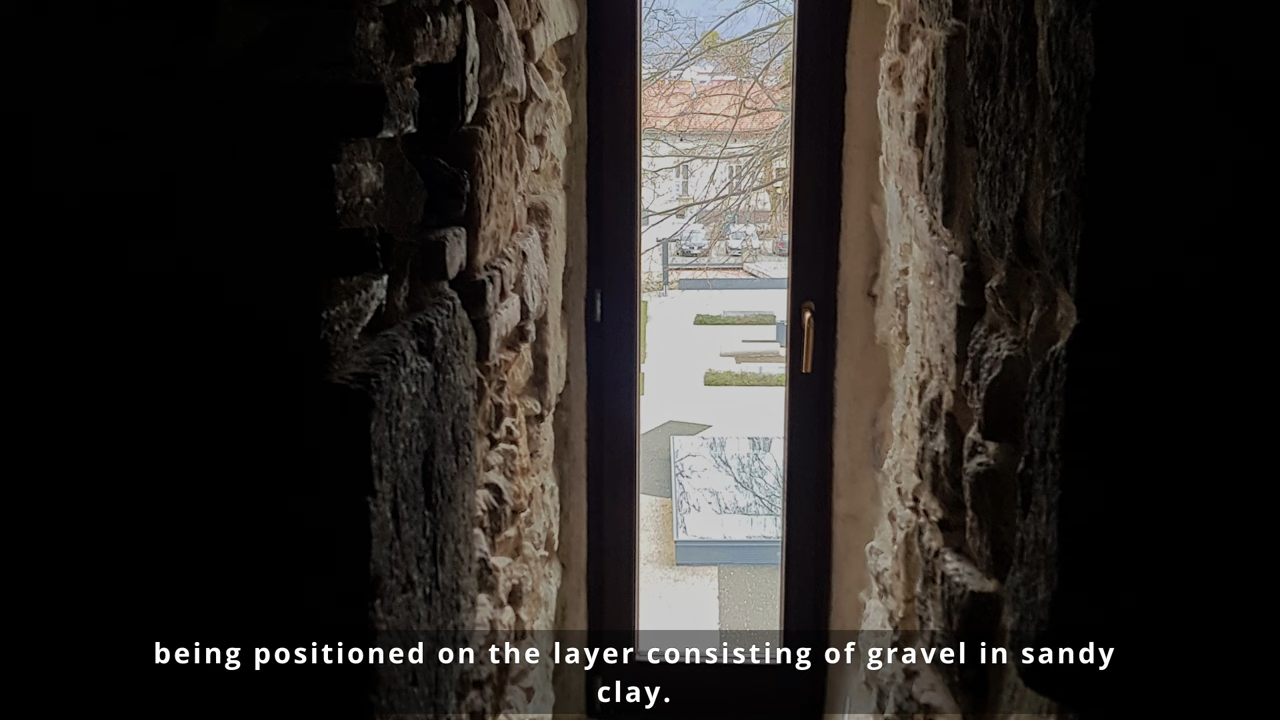 being positioned on the layer consisting of gravel in sandy
clay.